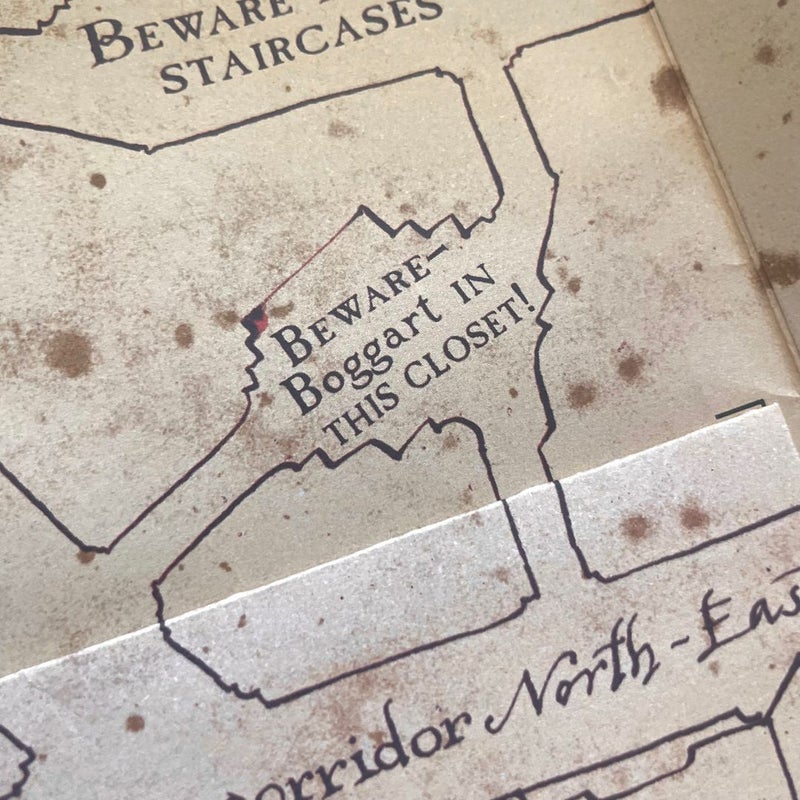 BEWARE
STAIRCASES
BEWARE–
Boggart IN
THIS CLOSET!
orridor North-Eas